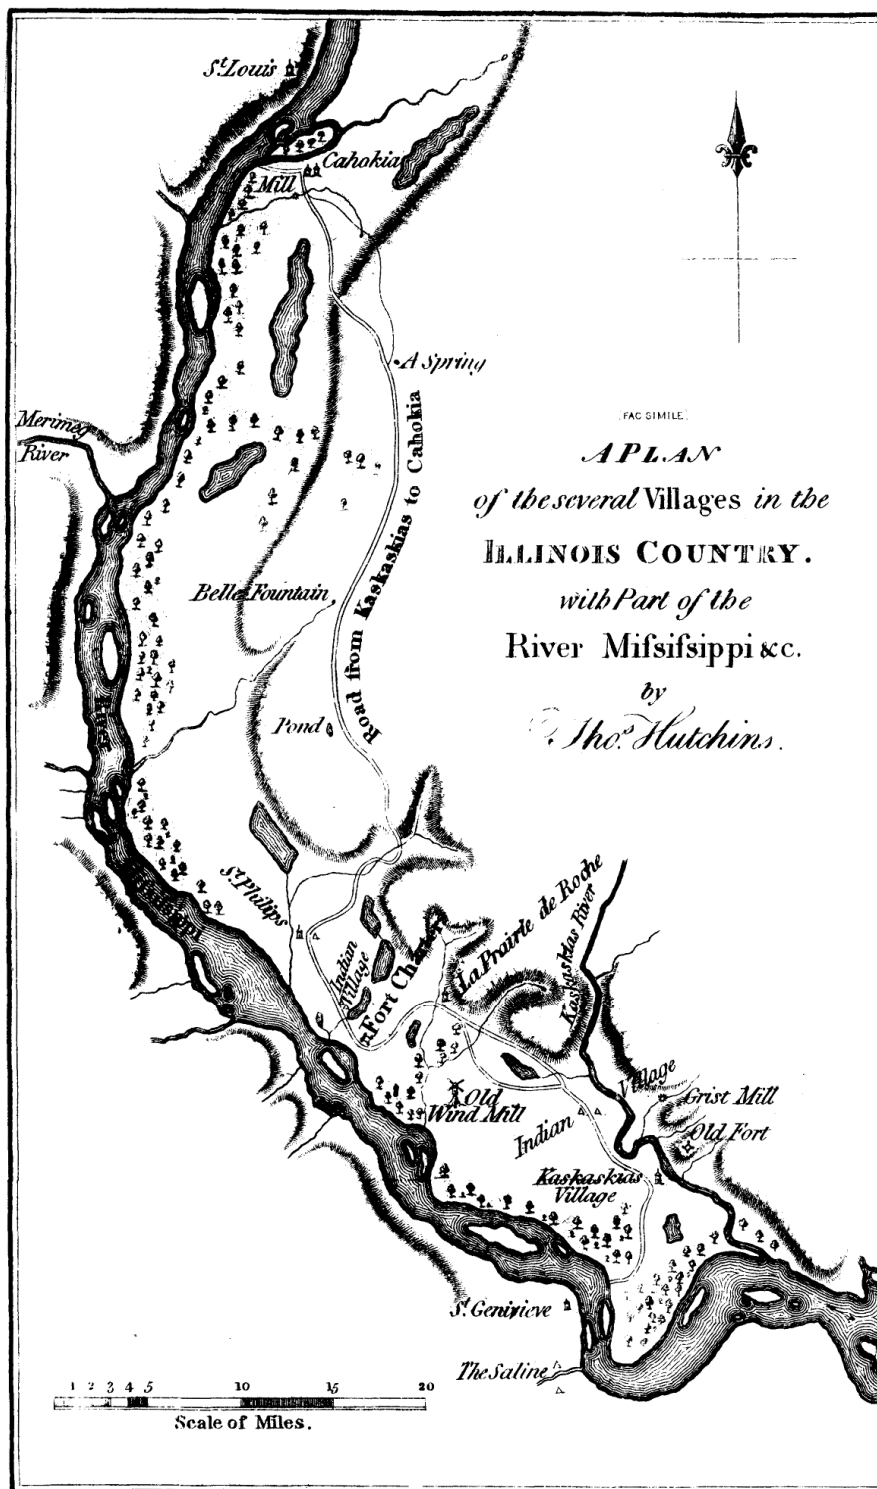 St. Louis
Cahokia
Mill
A Spring
Merimeg
River
Road from Kaskaskias to Cahokia
[FAC SIMILE]
A PLAN
of the several Villages in the
ILLINOIS COUNTRY.
with Part of the
River Miſsiſsippi &c.
by
Thos. Hutchins.
Belle Fountain
Pond
St. Phillips
Indian
Village
Fort Charters
La Prairie de Roche
Kaskaskias River
Old
Wind Mill
Indian Village
Grist Mill
Old Fort
Kaskaskias
Village
St. Genivieve
The Saline
1 2 3 4 5 10 15 20
Scale of Miles.